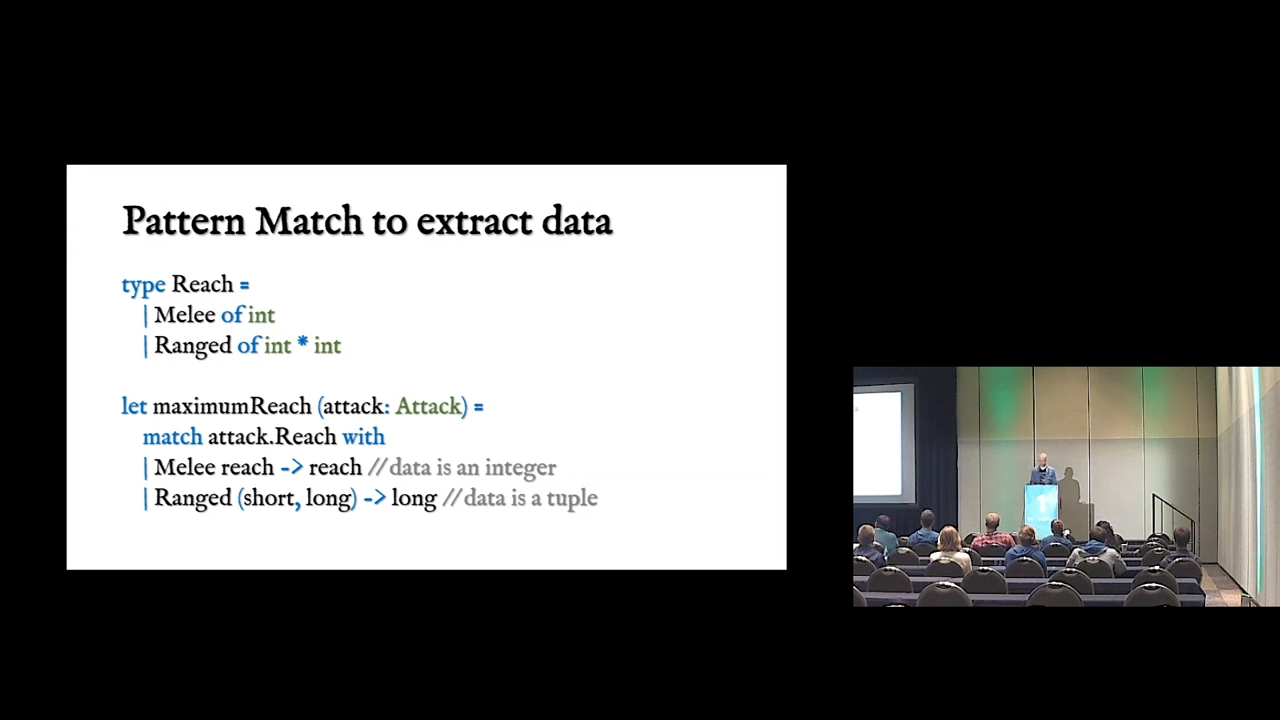 Pattern Match to extract data
type Reach =
| Melee of int
| Ranged of int * int
let maximumReach (attack: Attack) =
match attack.Reach with
| Melee reach -> reach //data is an integer
| Ranged (short, long) -> long //data is a tuple